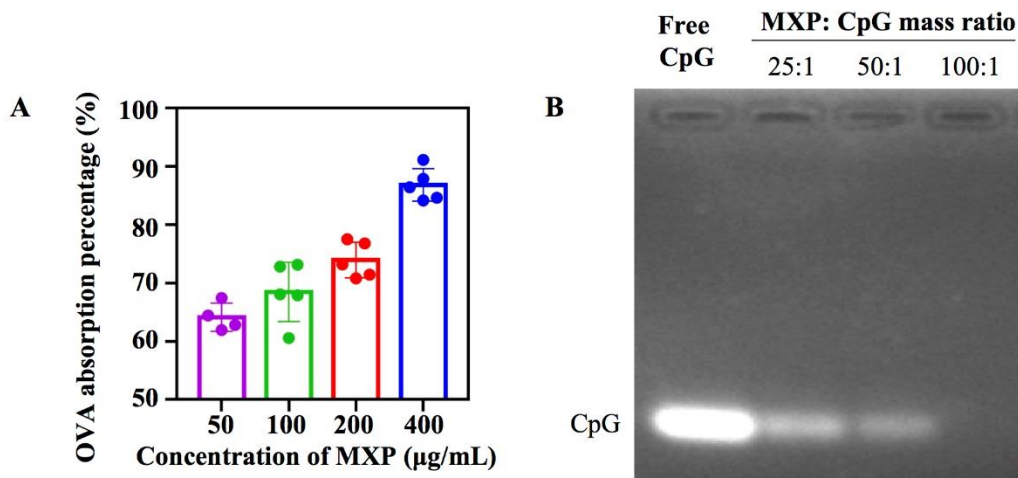 A
OVA absorption percentage (%)
100
90
80
70
60
50
50 100 200 400
Concentration of MXP (µg/mL)
B
Free
CpG
MXP: CpG mass ratio
25:1 50:1 100:1
CpG